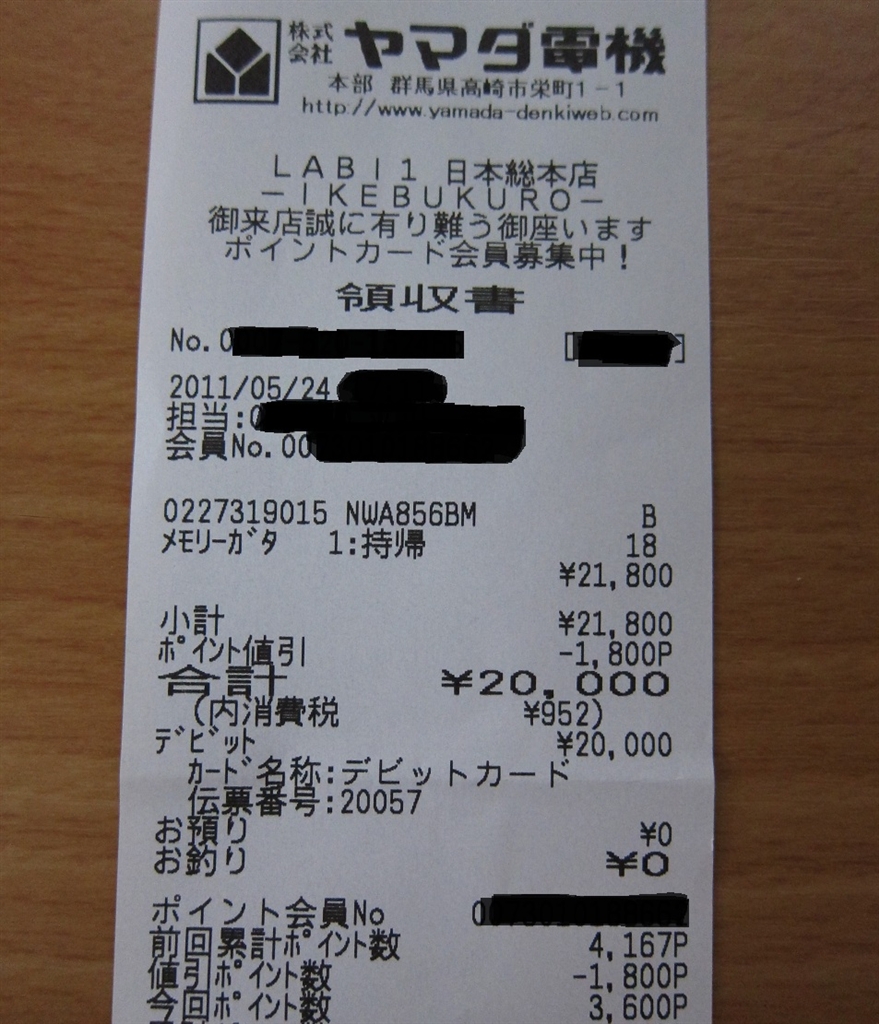 株式会社 ヤマダ電機
本部 群馬県高崎市栄町1-1
http://www.yamada-denkiweb.com
LABI1 日本総本店
-IKEBUKURO-
御来店誠に有り難う御座います
ポイントカード会員募集中!
領収書
No.0 [ ]
2011/05/24
担当:0
会員No.00
0227319015 NWA856BM B
メモリーガタ 1:持帰 18
¥21,800
小計 ¥21,800
ポイント値引 -1,800P
合計 ¥20,000
(内消費税 ¥952)
デビット ¥20,000
カード名称:デビットカード
伝票番号:20057
お預り ¥0
お釣り ¥0
ポイント会員No 0
前回累計ポイント数 4,167P
値引ポイント数 -1,800P
今回ポイント数 3,600P